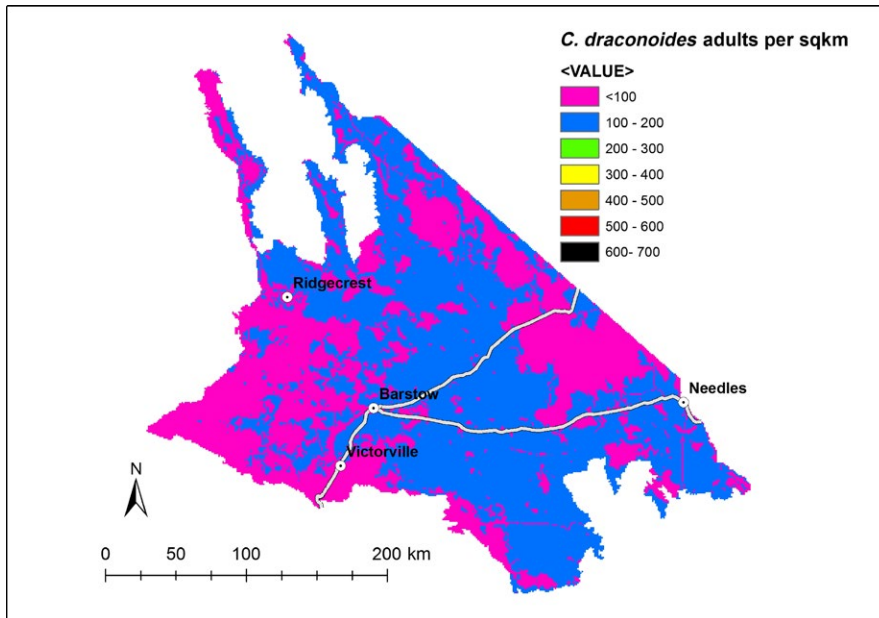 C. draconoides adults per sqkm
<VALUE>
<100
100 - 200
200 - 300
300 - 400
400 - 500
500 - 600
600- 700
Ridgecrest
Needles
Barstow
Victorville
N
0 50 100 200 km